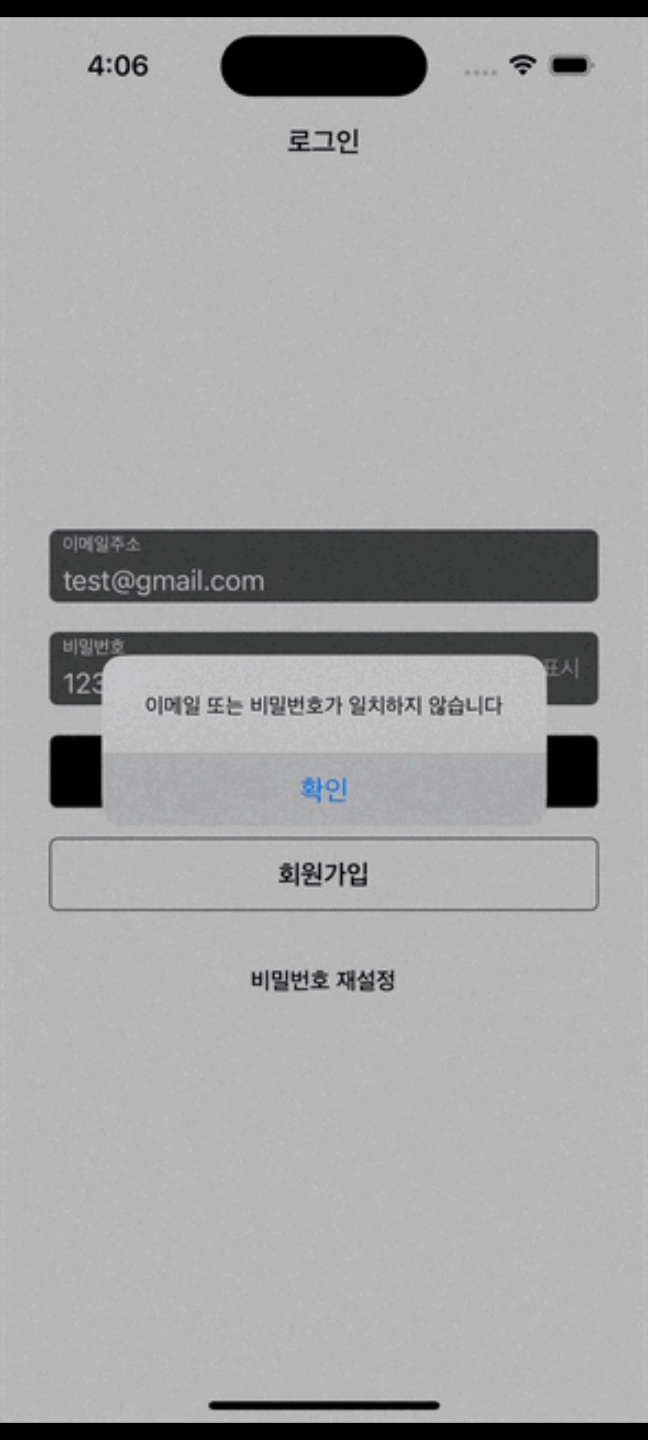 4:06
로그인
이메일주소
test@gmail.com
비밀번호
123
표시
이메일 또는 비밀번호가 일치하지 않습니다
확인
회원가입
비밀번호 재설정